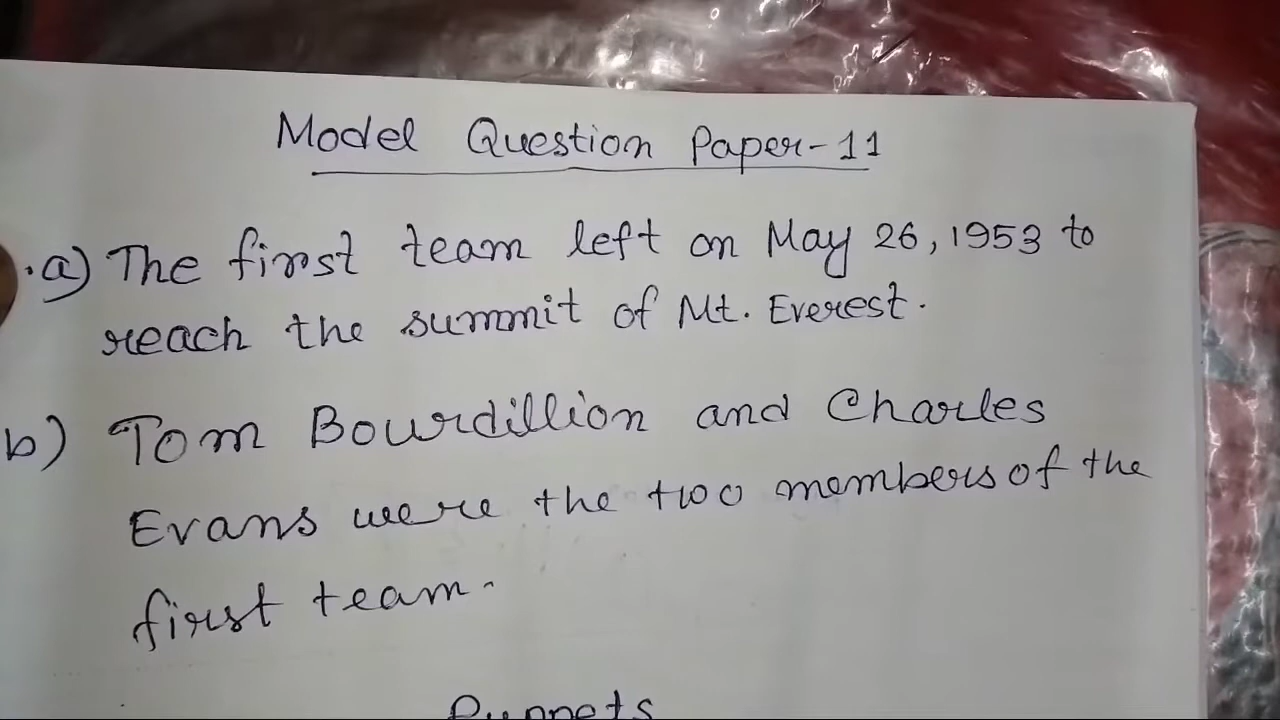 Model Question Paper-11
.a) The first team left on May 26, 1953 to
reach the summit of Mt. Everest.
b) Tom Bourdillion and Charles
Evans were the two members of the
first team.
Puppets